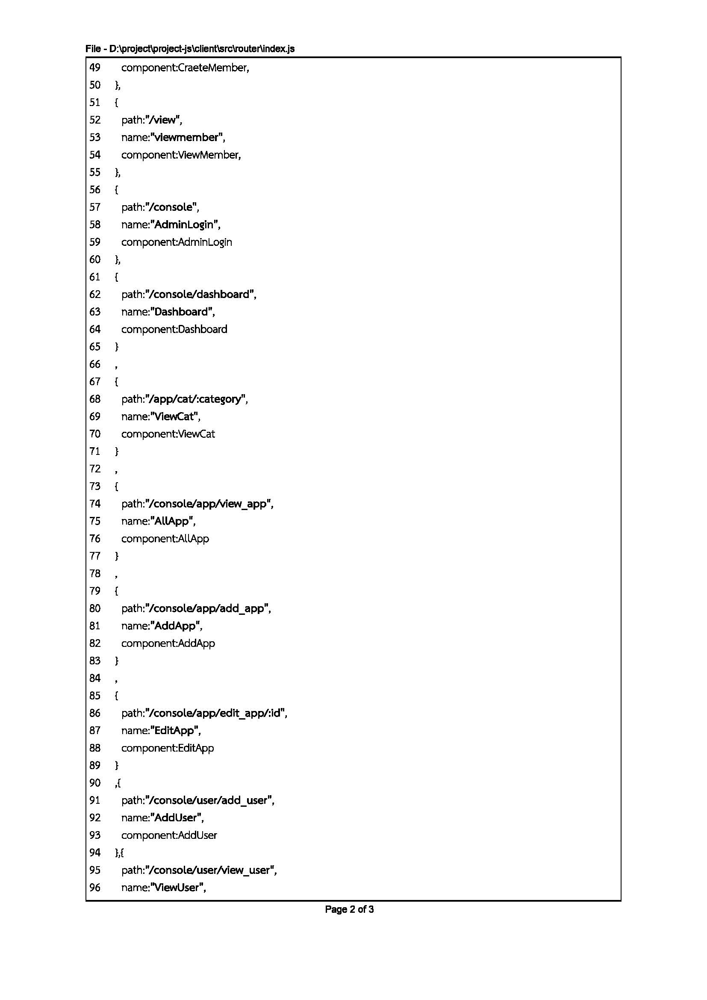 File - D:\project\project-js\client\src\router\index.js
49 component:CraeteMember,
50 },
51 {
52 path:"/view",
53 name:"viewmember",
54 component:ViewMember,
55 },
56 {
57 path:"/console",
58 name:"AdminLogin",
59 component:AdminLogin
60 },
61 {
62 path:"/console/dashboard",
63 name:"Dashboard",
64 component:Dashboard
65 }
66 ,
67 {
68 path:"/app/cat/:category",
69 name:"ViewCat",
70 component:ViewCat
71 }
72 ,
73 {
74 path:"/console/app/view_app",
75 name:"AllApp",
76 component:AllApp
77 }
78 ,
79 {
80 path:"/console/app/add_app",
81 name:"AddApp",
82 component:AddApp
83 }
84 ,
85 {
86 path:"/console/app/edit_app/:id",
87 name:"EditApp",
88 component:EditApp
89 }
90 ,{
91 path:"/console/user/add_user",
92 name:"AddUser",
93 component:AddUser
94 },{
95 path:"/console/user/view_user",
96 name:"ViewUser",
Page 2 of 3